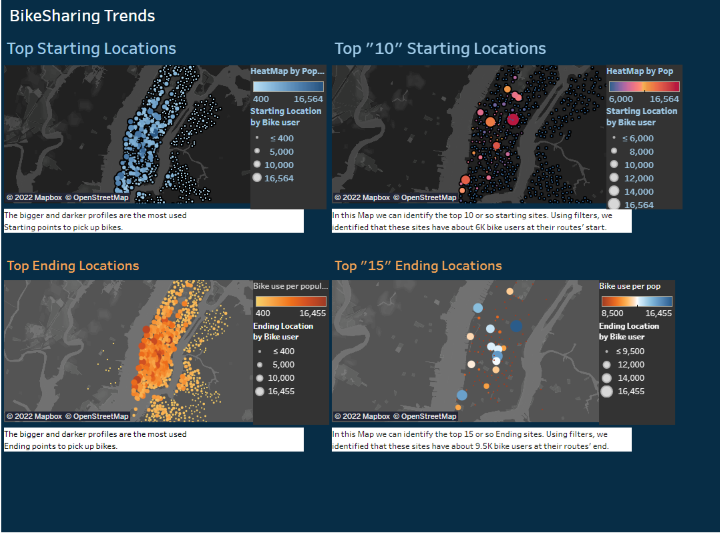 BikeSharing Trends
Top Starting Locations
HeatMap by Pop...
400 16,564
Starting Location
by Bike user
≤ 400
5,000
10,000
16,564
© 2022 Mapbox © OpenStreetMap
The bigger and darker profiles are the most used
Starting points to pick up bikes.
Top "10" Starting Locations
HeatMap by Pop
6,000 16,564
Starting Location
by Bike user
≤ 6,000
8,000
10,000
12,000
14,000
16,564
© 2022 Mapbox © OpenStreetMap
In this Map we can identify the top 10 or so starting sites. Using filters, we
identified that these sites have about 6K bike users at their routes' start.
Top Ending Locations
Bike use per popul...
400 16,455
Ending Location
by Bike user
≤ 400
5,000
10,000
16,455
© 2022 Mapbox © OpenStreetMap
The bigger and darker profiles are the most used
Ending points to pick up bikes.
Top "15" Ending Locations
Bike use per pop
8,500 16,455
Ending Location
by Bike user
≤ 9,500
12,000
14,000
16,455
© 2022 Mapbox © OpenStreetMap
In this Map we can identify the top 15 or so Ending sites. Using filters, we
identified that these sites have about 9.5K bike users at their routes' end.